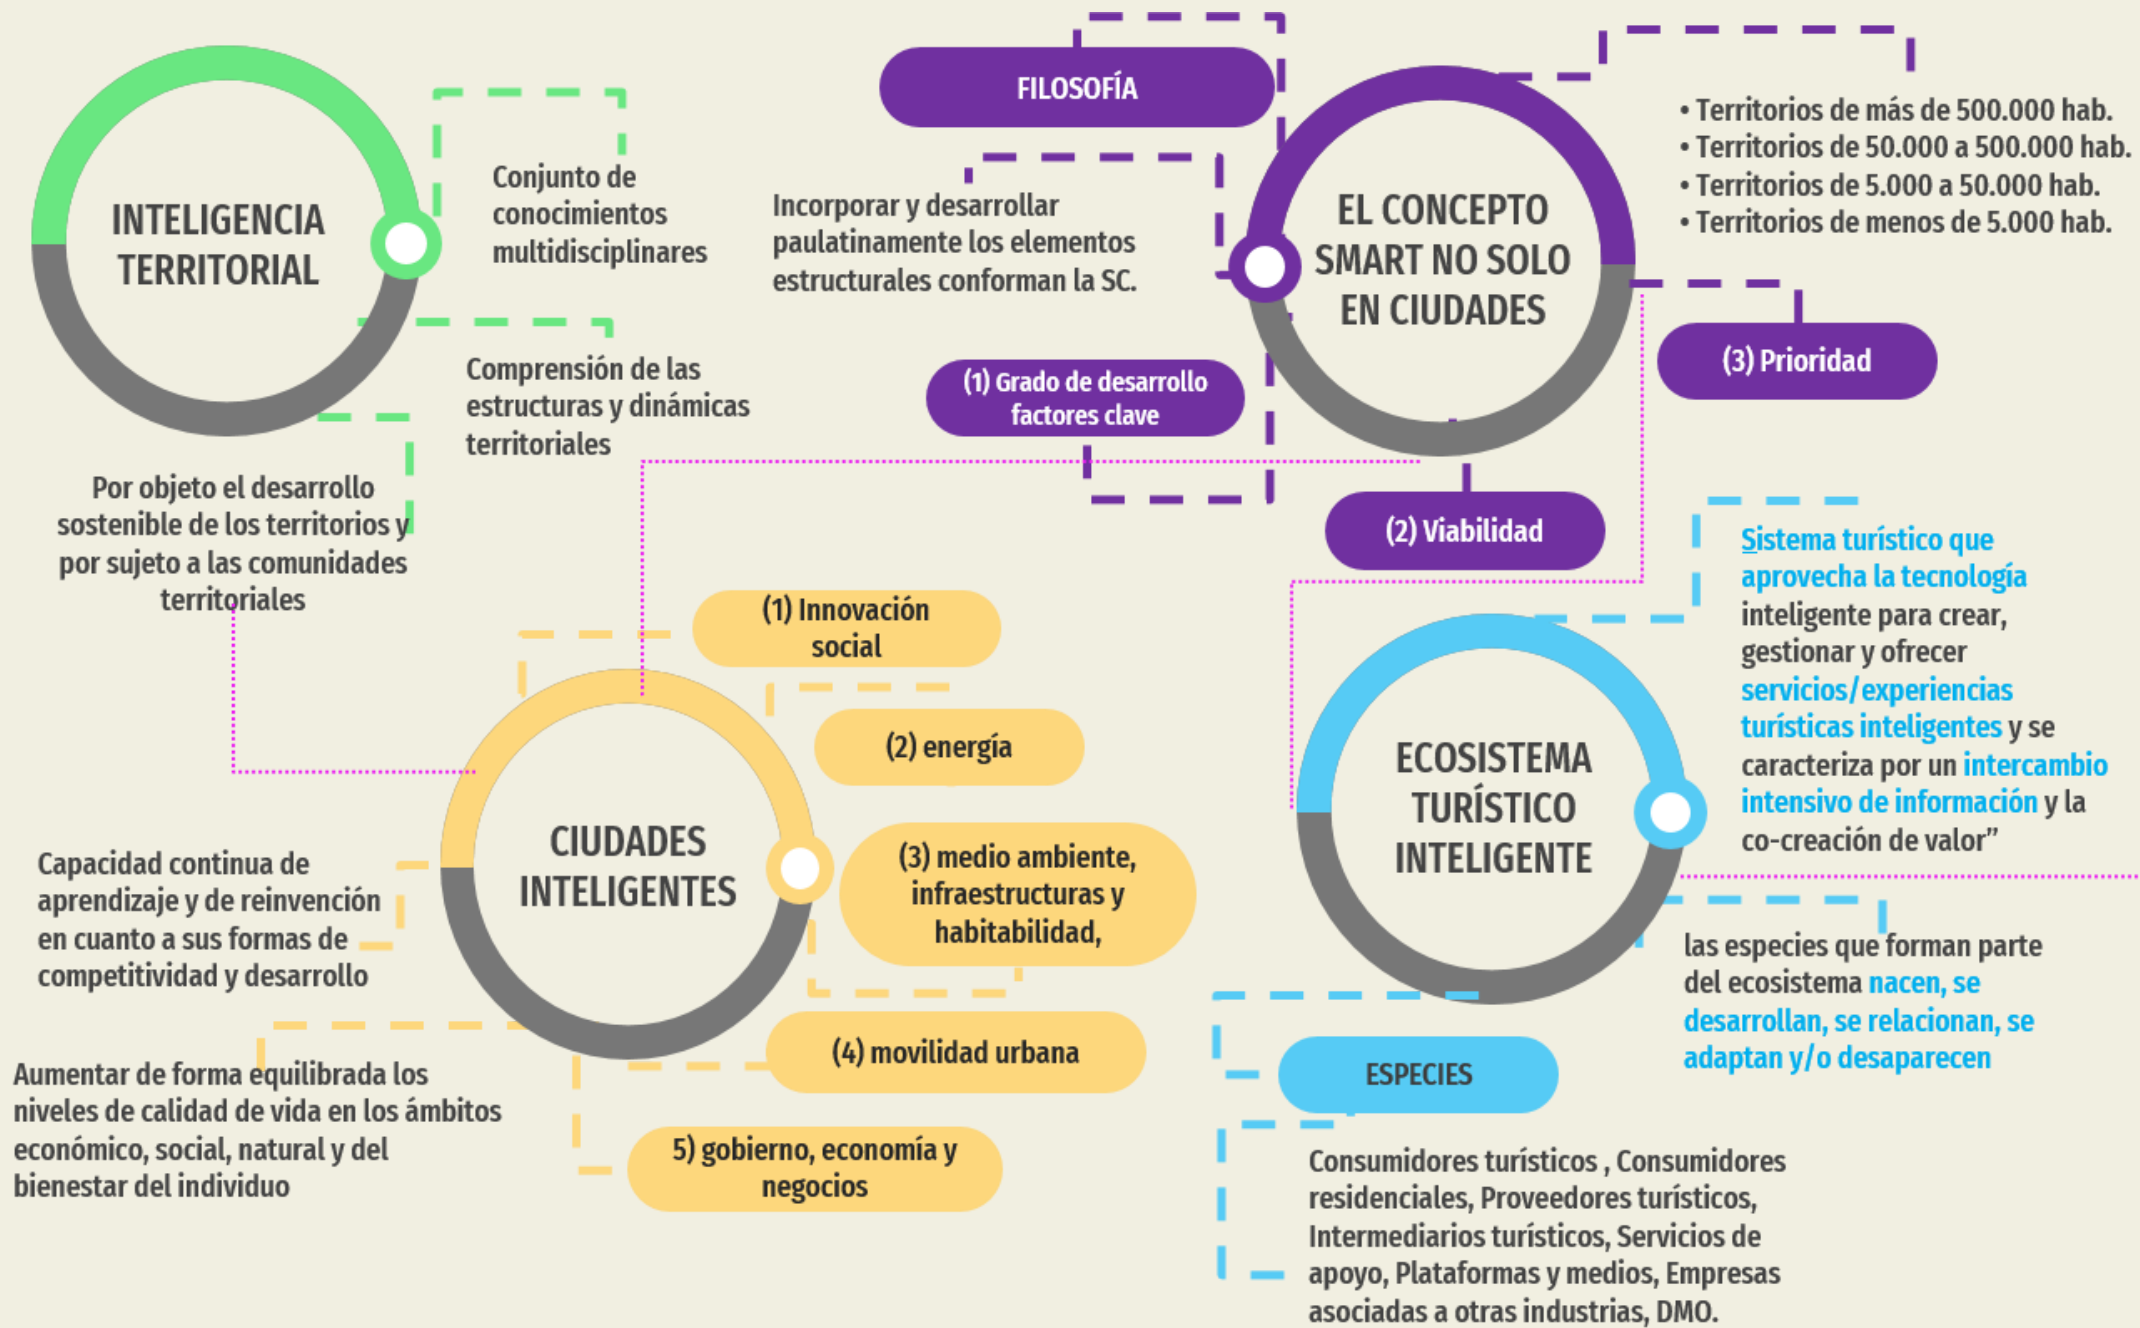 INTELIGENCIA
TERRITORIAL
Conjunto de
conocimientos
multidisciplinares
Comprensión de las
estructuras y dinámicas
territoriales
Por objeto el desarrollo
sostenible de los territorios y
por sujeto a las comunidades
territoriales
FILOSOFÍA
Incorporar y desarrollar
paulatinamente los elementos
estructurales conforman la SC.
EL CONCEPTO
SMART NO SOLO
EN CIUDADES
• Territorios de más de 500.000 hab.
• Territorios de 50.000 a 500.000 hab.
• Territorios de 5.000 a 50.000 hab.
• Territorios de menos de 5.000 hab.
(1) Grado de desarrollo
factores clave
(2) Viabilidad
(3) Prioridad
CIUDADES
INTELIGENTES
(1) Innovación
social
(2) energía
(3) medio ambiente,
infraestructuras y
habitabilidad,
(4) movilidad urbana
5) gobierno, economía y
negocios
Capacidad continua de
aprendizaje y de reinvención
en cuanto a sus formas de
competitividad y desarrollo
Aumentar de forma equilibrada los
niveles de calidad de vida en los ámbitos
económico, social, natural y del
bienestar del individuo
ECOSISTEMA
TURÍSTICO
INTELIGENTE
Sistema turístico que
aprovecha la tecnología
inteligente para crear,
gestionar y ofrecer
servicios/experiencias
turísticas inteligentes y se
caracteriza por un intercambio
intensivo de información y la
co-creación de valor”
las especies que forman parte
del ecosistema nacen, se
desarrollan, se relacionan, se
adaptan y/o desaparecen
ESPECIES
Consumidores turísticos , Consumidores
residenciales, Proveedores turísticos,
Intermediarios turísticos, Servicios de
apoyo, Plataformas y medios, Empresas
asociadas a otras industrias, DMO.